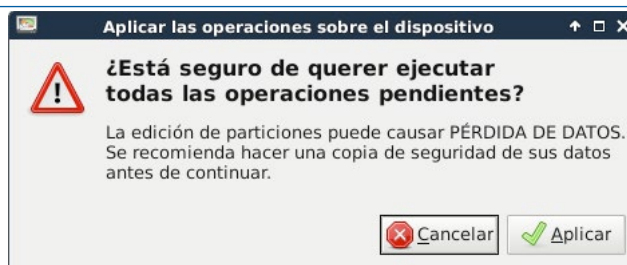 Aplicar las operaciones sobre el dispositivo
¿Está seguro de querer ejecutar
todas las operaciones pendientes?
La edición de particiones puede causar PÉRDIDA DE DATOS.
Se recomienda hacer una copia de seguridad de sus datos
antes de continuar.
Cancelar Aplicar